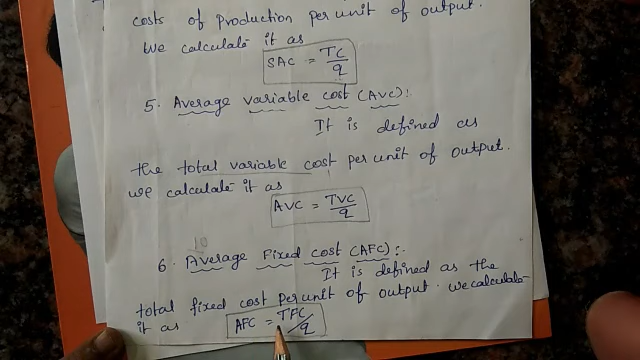 costs of production per unit of output.
We calculate it as
SAC = TC/q
5. Average variable cost (AVC):
It is defined as
the total variable cost per unit of output.
we calculate it as
AVC = TVC/q
10
6. Average Fixed cost (AFC):-
It is defined as the
total fixed cost per unit of output. we calculate
it as AFC = TFC/q